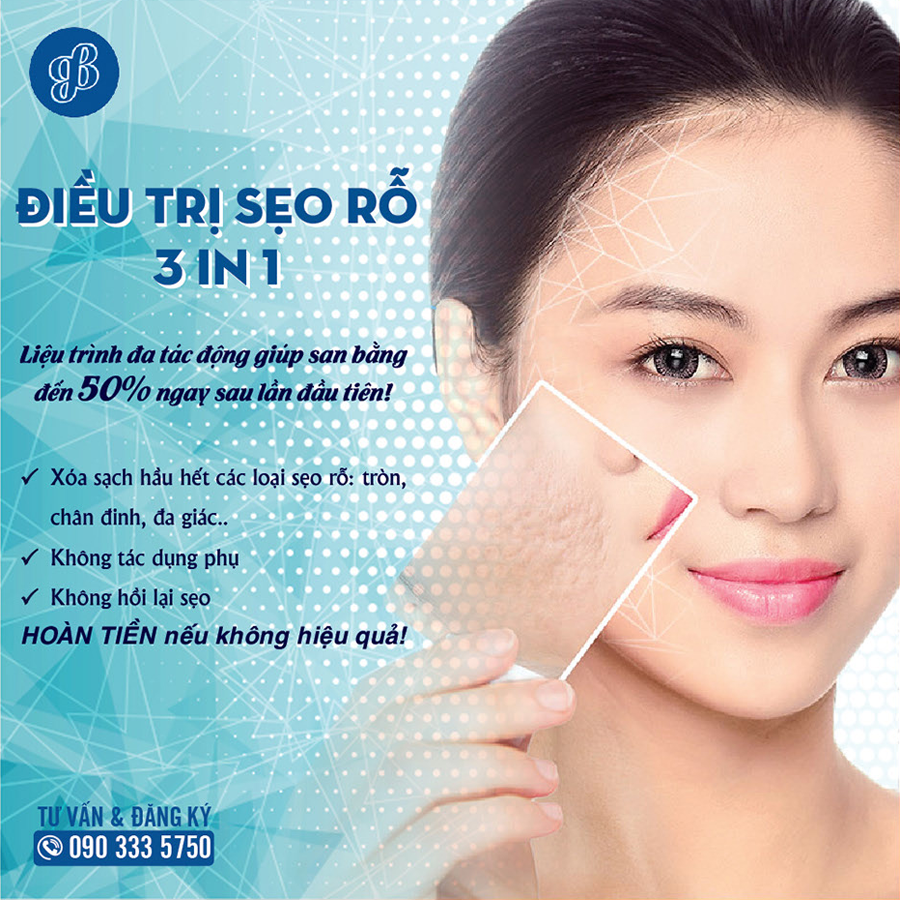 gB
ĐIỀU TRỊ SẸO RỖ
3 IN 1
Liệu trình đa tác động giúp san bằng
đến 50% ngay sau lần đầu tiên!
✓ Xóa sạch hầu hết các loại sẹo rỗ: tròn,
chân đinh, đa giác..
✓ Không tác dụng phụ
✓ Không hồi lại sẹo
HOÀN TIỀN nếu không hiệu quả!
TƯ VẤN & ĐĂNG KÝ
090 333 5750